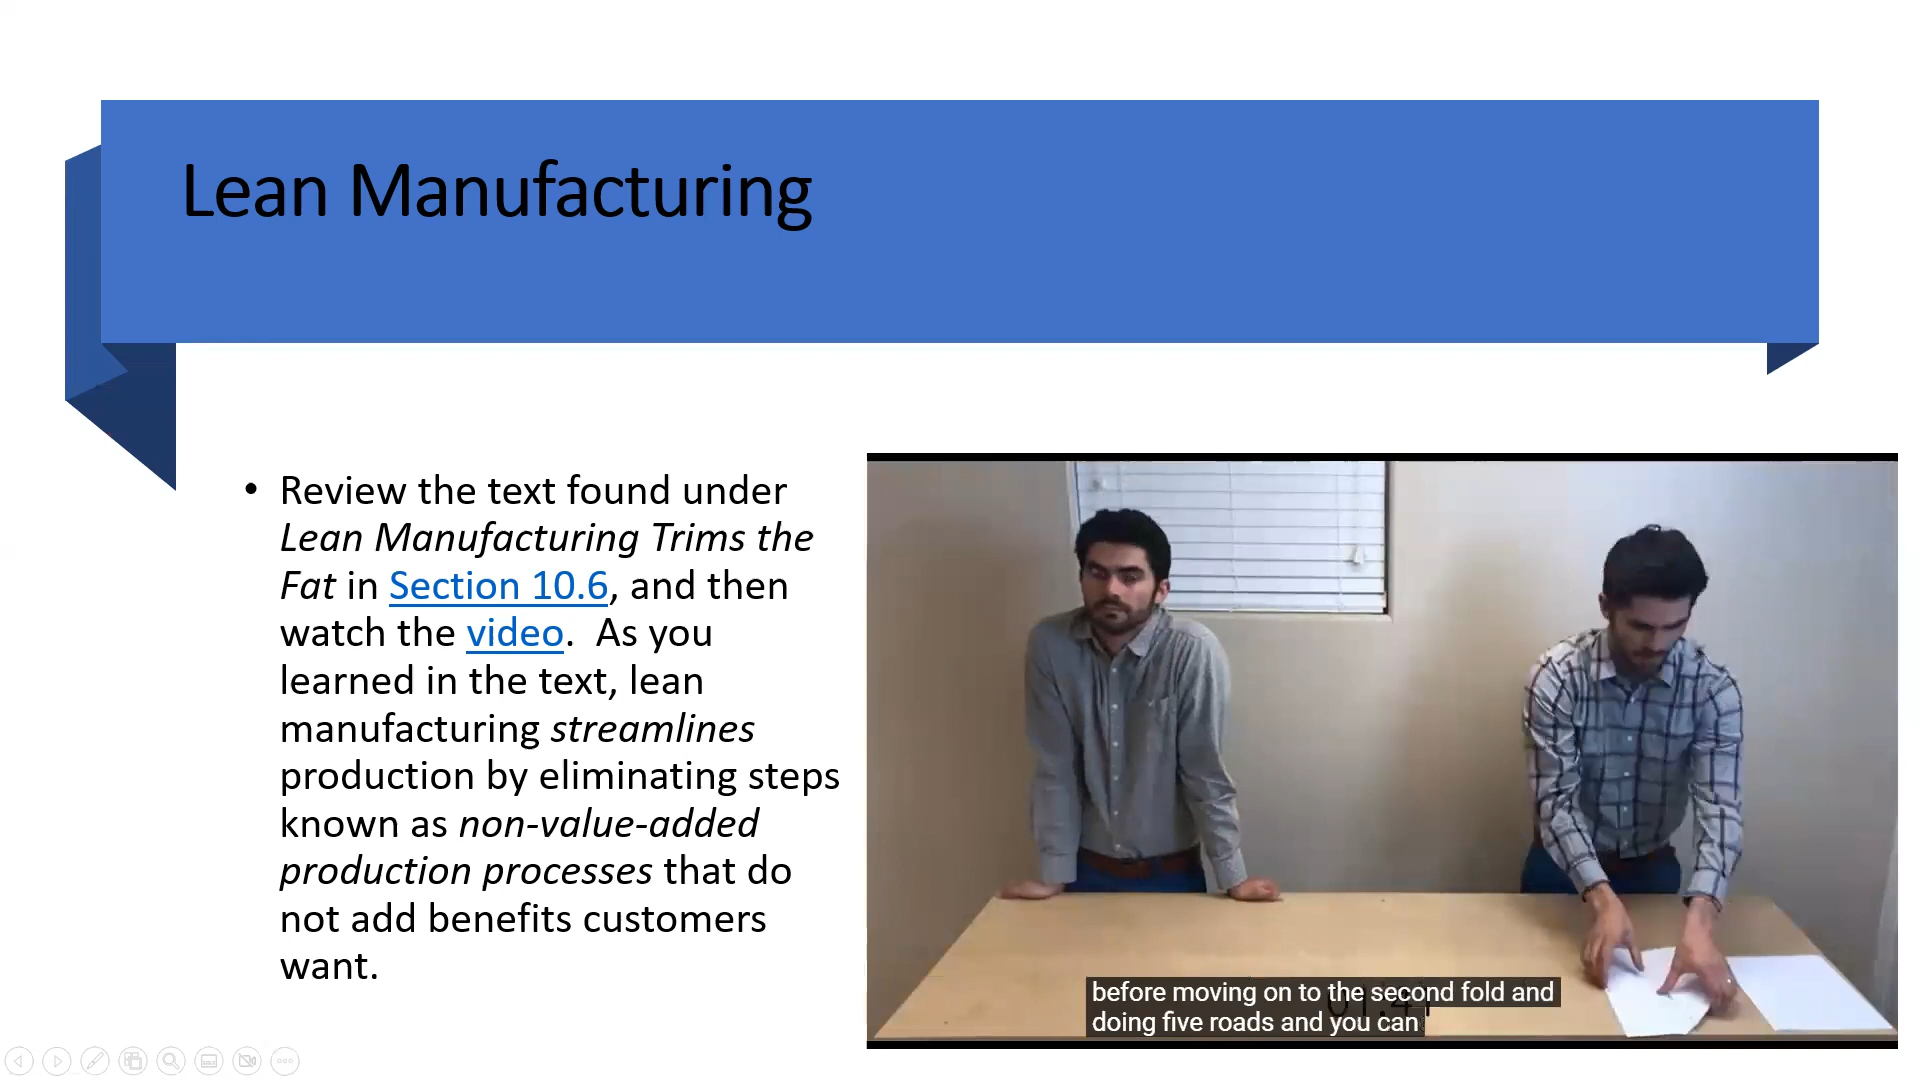 Lean Manufacturing
• Review the text found under
Lean Manufacturing Trims the
Fat in Section 10.6, and then
watch the video.  As you
learned in the text, lean
manufacturing streamlines
production by eliminating steps
known as non-value-added
production processes that do
not add benefits customers
want.
before moving on to the second fold and
doing five roads and you can